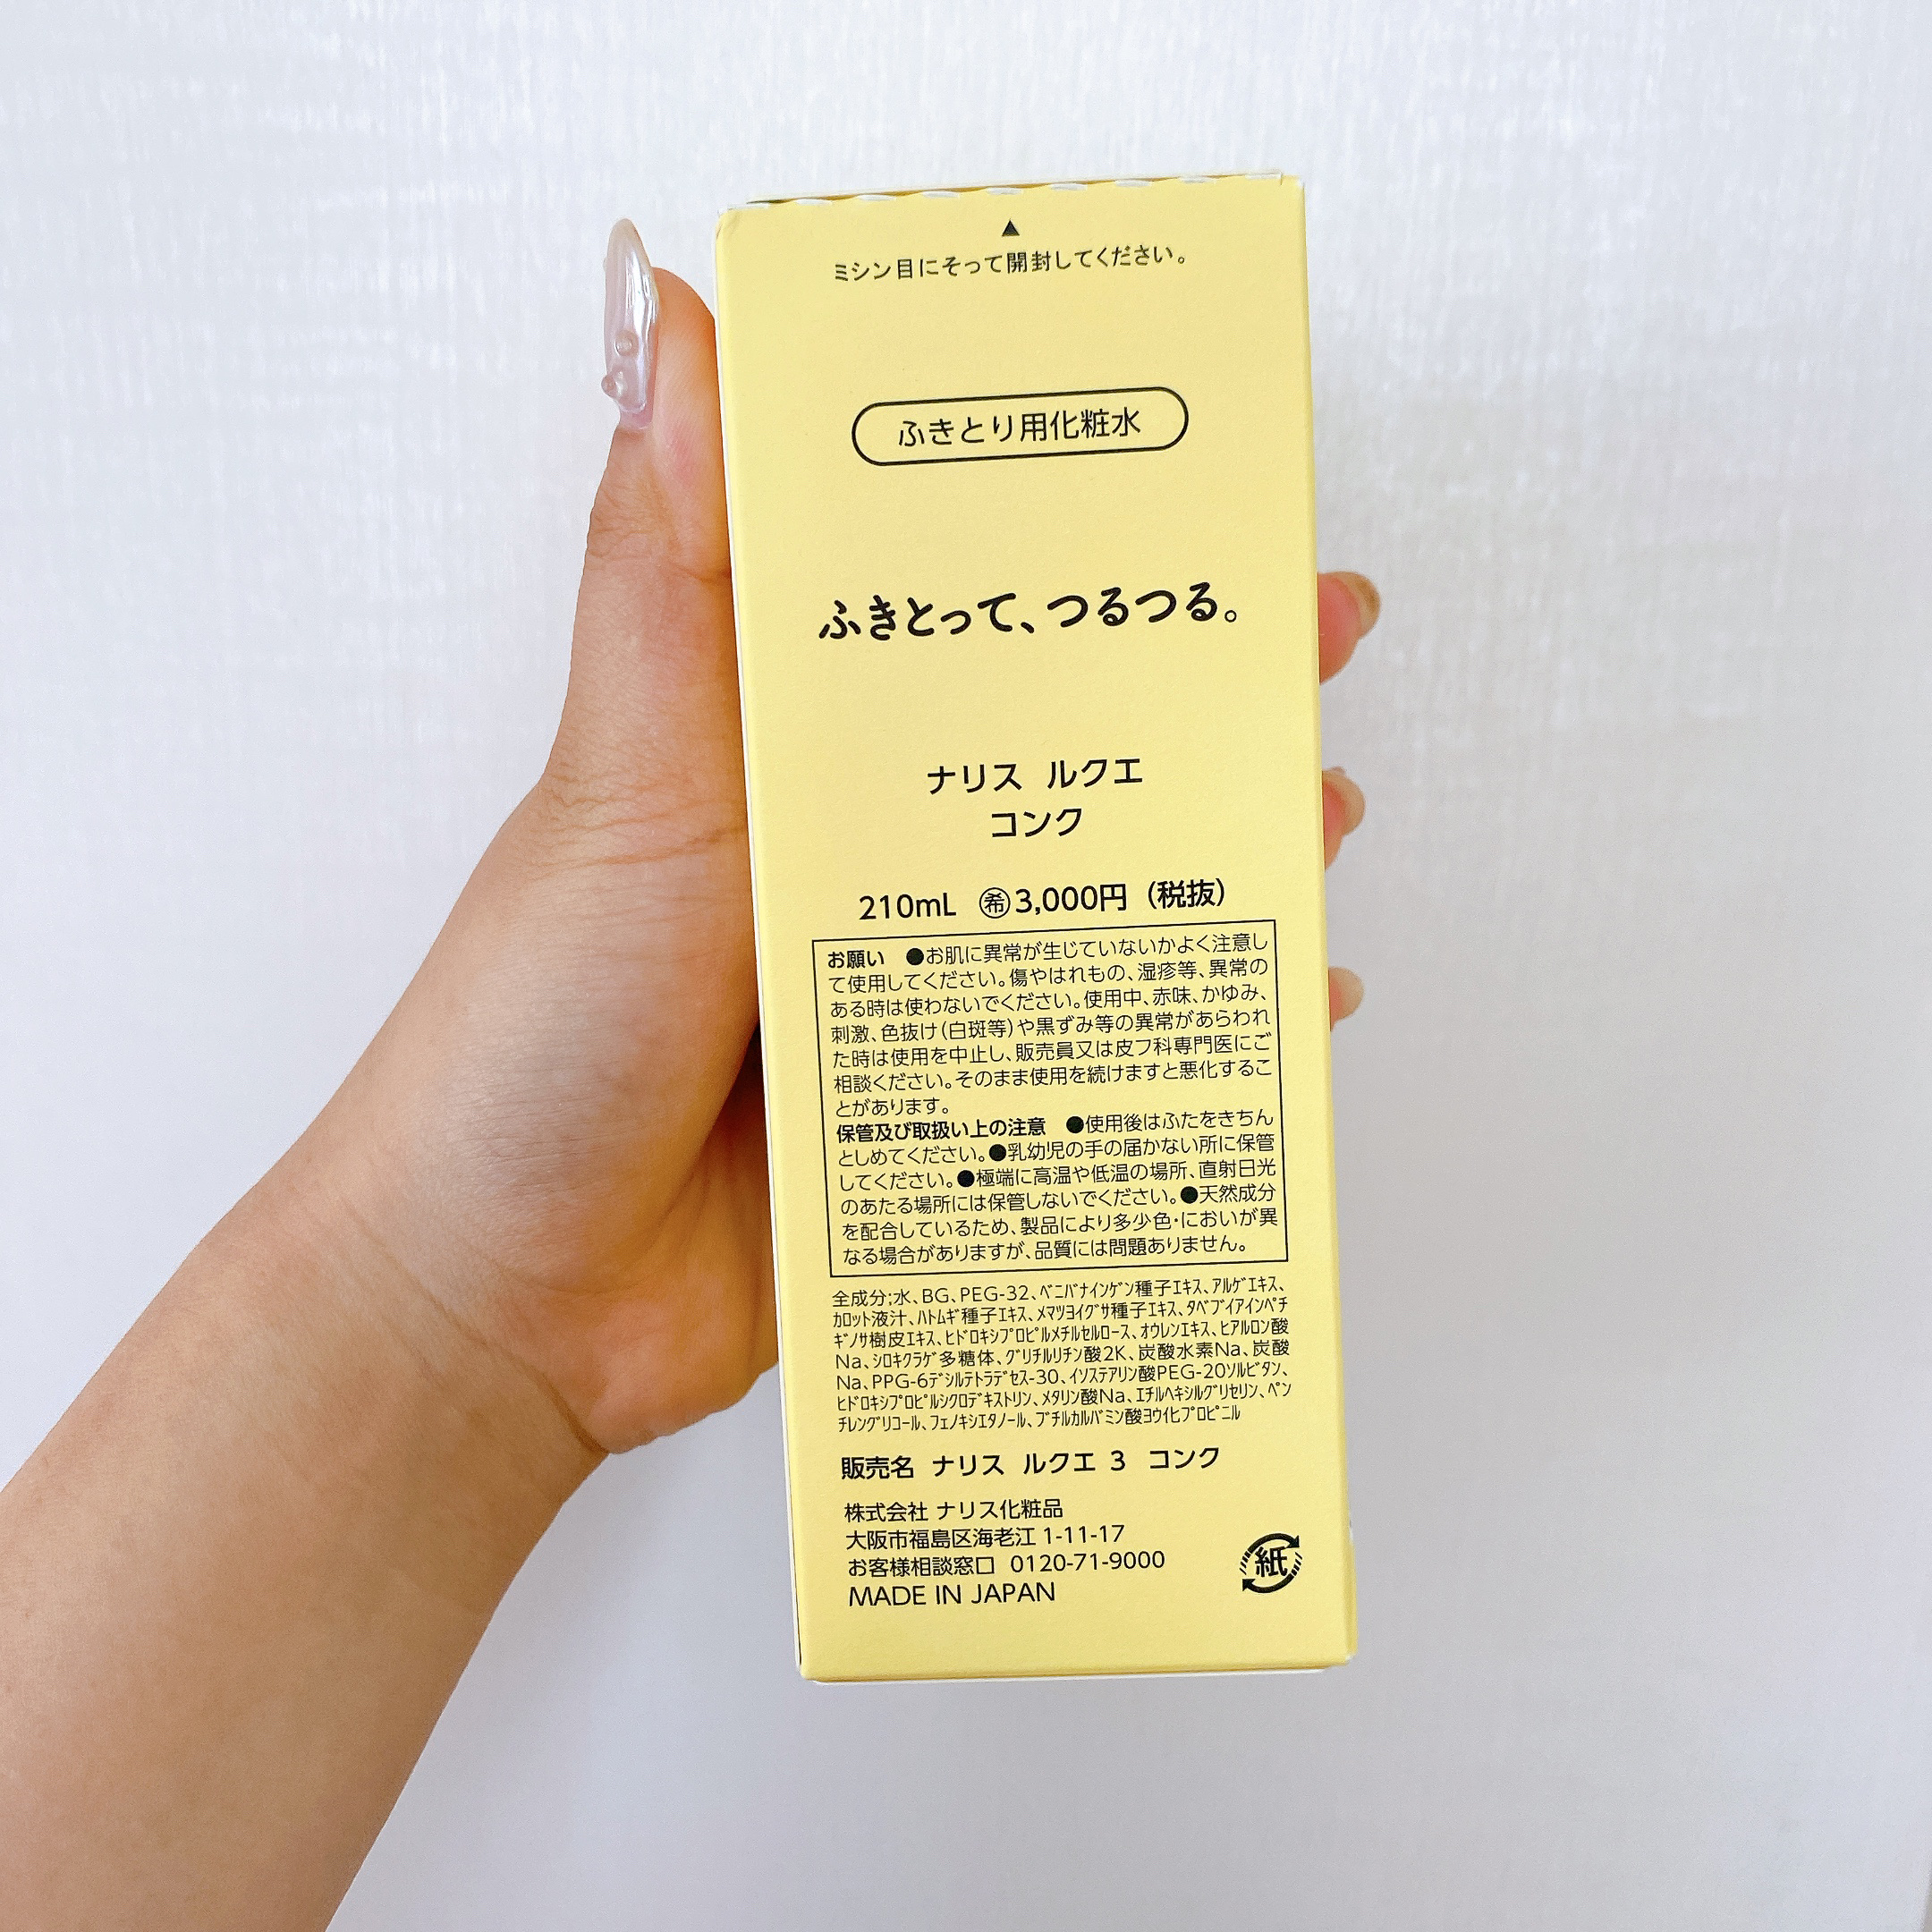 ▲
ミシン目にそって開封してください。
ふきとり用化粧水
ふきとって、つるつる。
ナリス ルクエ
コンク
210mL ㊒3,000円（税抜）
お願い ●お肌に異常が生じていないかよく注意し
て使用してください。傷やはれもの、湿疹等、異常の
ある時は使わないでください。使用中、赤味、かゆみ、
刺激、色抜け(白斑等)や黒ずみ等の異常があらわれ
た時は使用を中止し、販売員又は皮フ科専門医にご
相談ください。そのまま使用を続けますと悪化するこ
とがあります。
保管及び取扱い上の注意 ●使用後はふたをきちん
としめてください。●乳幼児の手の届かない所に保管
してください。●極端に高温や低温の場所、直射日光
のあたる場所には保管しないでください。●天然成分
を配合しているため、製品により多少色・においが異
なる場合がありますが、品質には問題ありません。
全成分;水、BG、PEG-32、ﾍﾞﾆﾊﾞﾅｲﾝｹﾞﾝ種子ｴｷｽ、ｱﾙｹﾞｴｷｽ、
ｶﾛｯﾄ液汁、ﾊﾄﾑｷﾞ種子ｴｷｽ、ﾒﾏﾂﾖｲｸﾞｻ種子ｴｷｽ、ﾀﾍﾞﾌﾞｲｱｲﾝﾍﾟﾁ
ｷﾞﾉｻ樹皮ｴｷｽ、ﾋﾄﾞﾛｷｼﾌﾟﾛﾋﾟﾙﾒﾁﾙｾﾙﾛｰｽ、ｵｳﾚﾝｴｷｽ、ﾋｱﾙﾛﾝ酸
Na、ｼﾛｷｸﾗｹﾞ多糖体、ｸﾞﾘﾁﾙﾘﾁﾝ酸2K、炭酸水素Na、炭酸
Na、PPG-6ﾃﾞｼﾙﾃﾄﾗﾃﾞｾｽ-30、ｲｿｽﾃｱﾘﾝ酸PEG-20ｿﾙﾋﾞﾀﾝ、
ﾋﾄﾞﾛｷｼﾌﾟﾛﾋﾟﾙｼｸﾛﾃﾞｷｽﾄﾘﾝ、ﾒﾀﾘﾝ酸Na、ｴﾁﾙﾍｷｼﾙｸﾞﾘｾﾘﾝ、ﾍﾟﾝ
ﾁﾚﾝｸﾞﾘｺｰﾙ、ﾌｪﾉｷｼｴﾀﾉｰﾙ、ﾌﾞﾁﾙｶﾙﾊﾞﾐﾝ酸ﾖｳ化ﾌﾟﾛﾋﾟﾆﾙ
販売名 ナリス ルクエ 3 コンク
株式会社 ナリス化粧品
大阪市福島区海老江 1-11-17
お客様相談窓口 0120-71-9000
MADE IN JAPAN
紙